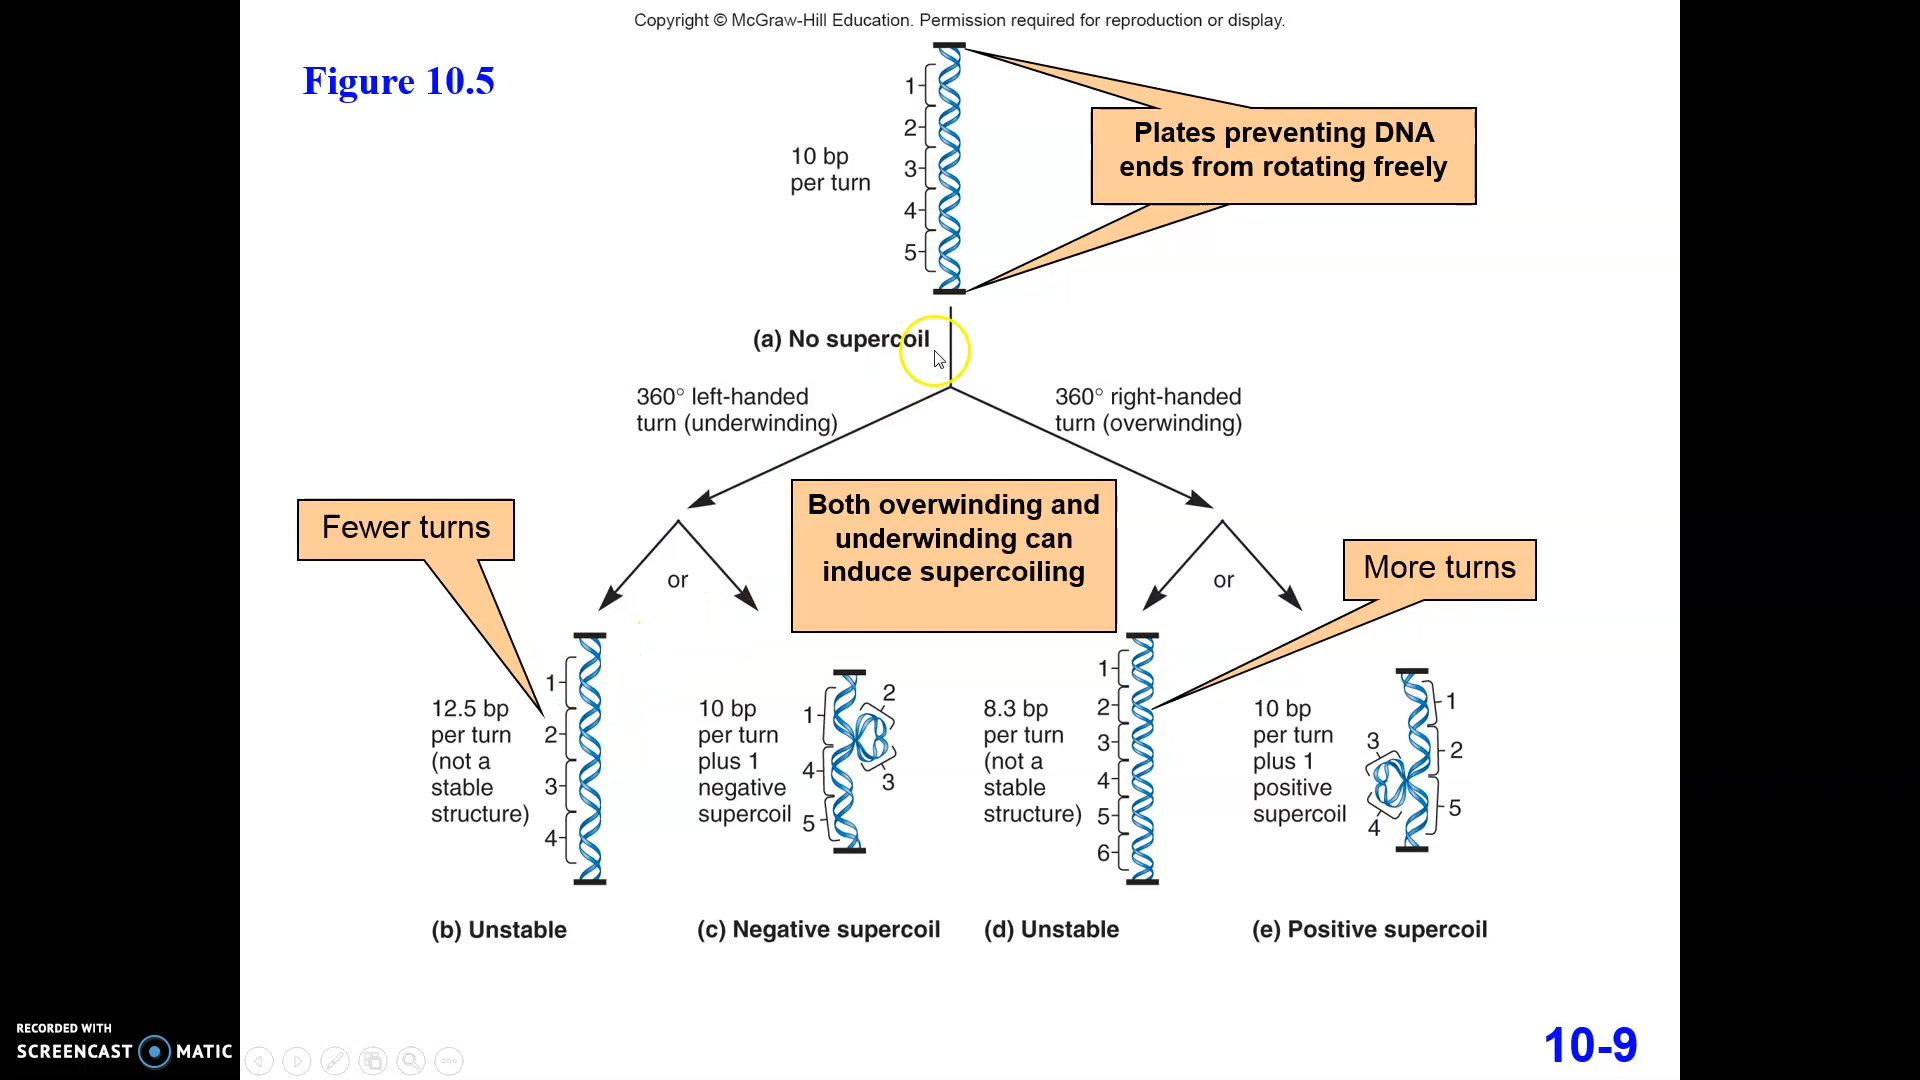 Copyright © McGraw-Hill Education. Permission required for reproduction or display.
Figure 10.5
Plates preventing DNA
ends from rotating freely
10 bp
per turn
1
2
3
4
5
(a) No supercoil
360° left-handed
turn (underwinding)
360° right-handed
turn (overwinding)
Fewer turns
Both overwinding and
underwinding can
induce supercoiling
More turns
or
or
12.5 bp
per turn
(not a
stable
structure)
1
2
3
4
10 bp
per turn
plus 1
negative
supercoil
1
2
3
4
5
8.3 bp
per turn
(not a
stable
structure)
1
2
3
4
5
6
10 bp
per turn
plus 1
positive
supercoil
1
2
3
4
5
(b) Unstable
(c) Negative supercoil
(d) Unstable
(e) Positive supercoil
RECORDED WITH
SCREENCAST MATIC
10-9